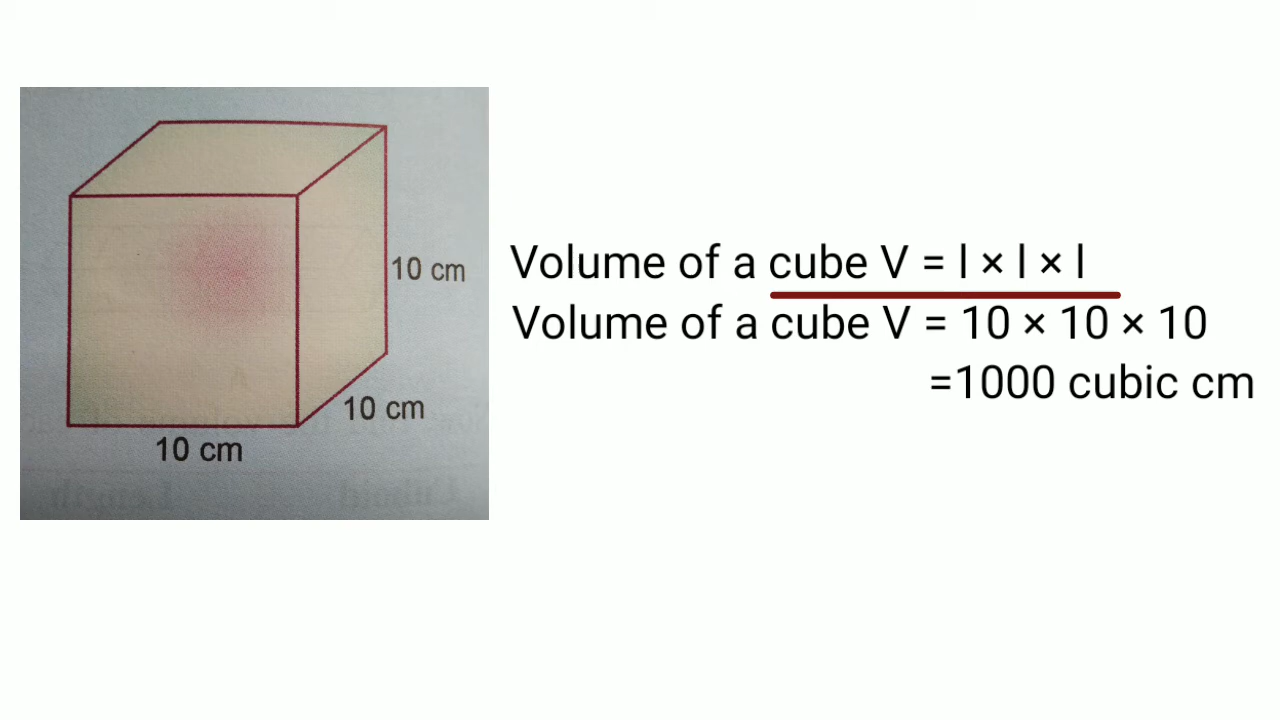 10 cm
10 cm
10 cm
Volume of a cube V = l × l × l
Volume of a cube V = 10 × 10 × 10
=1000 cubic cm